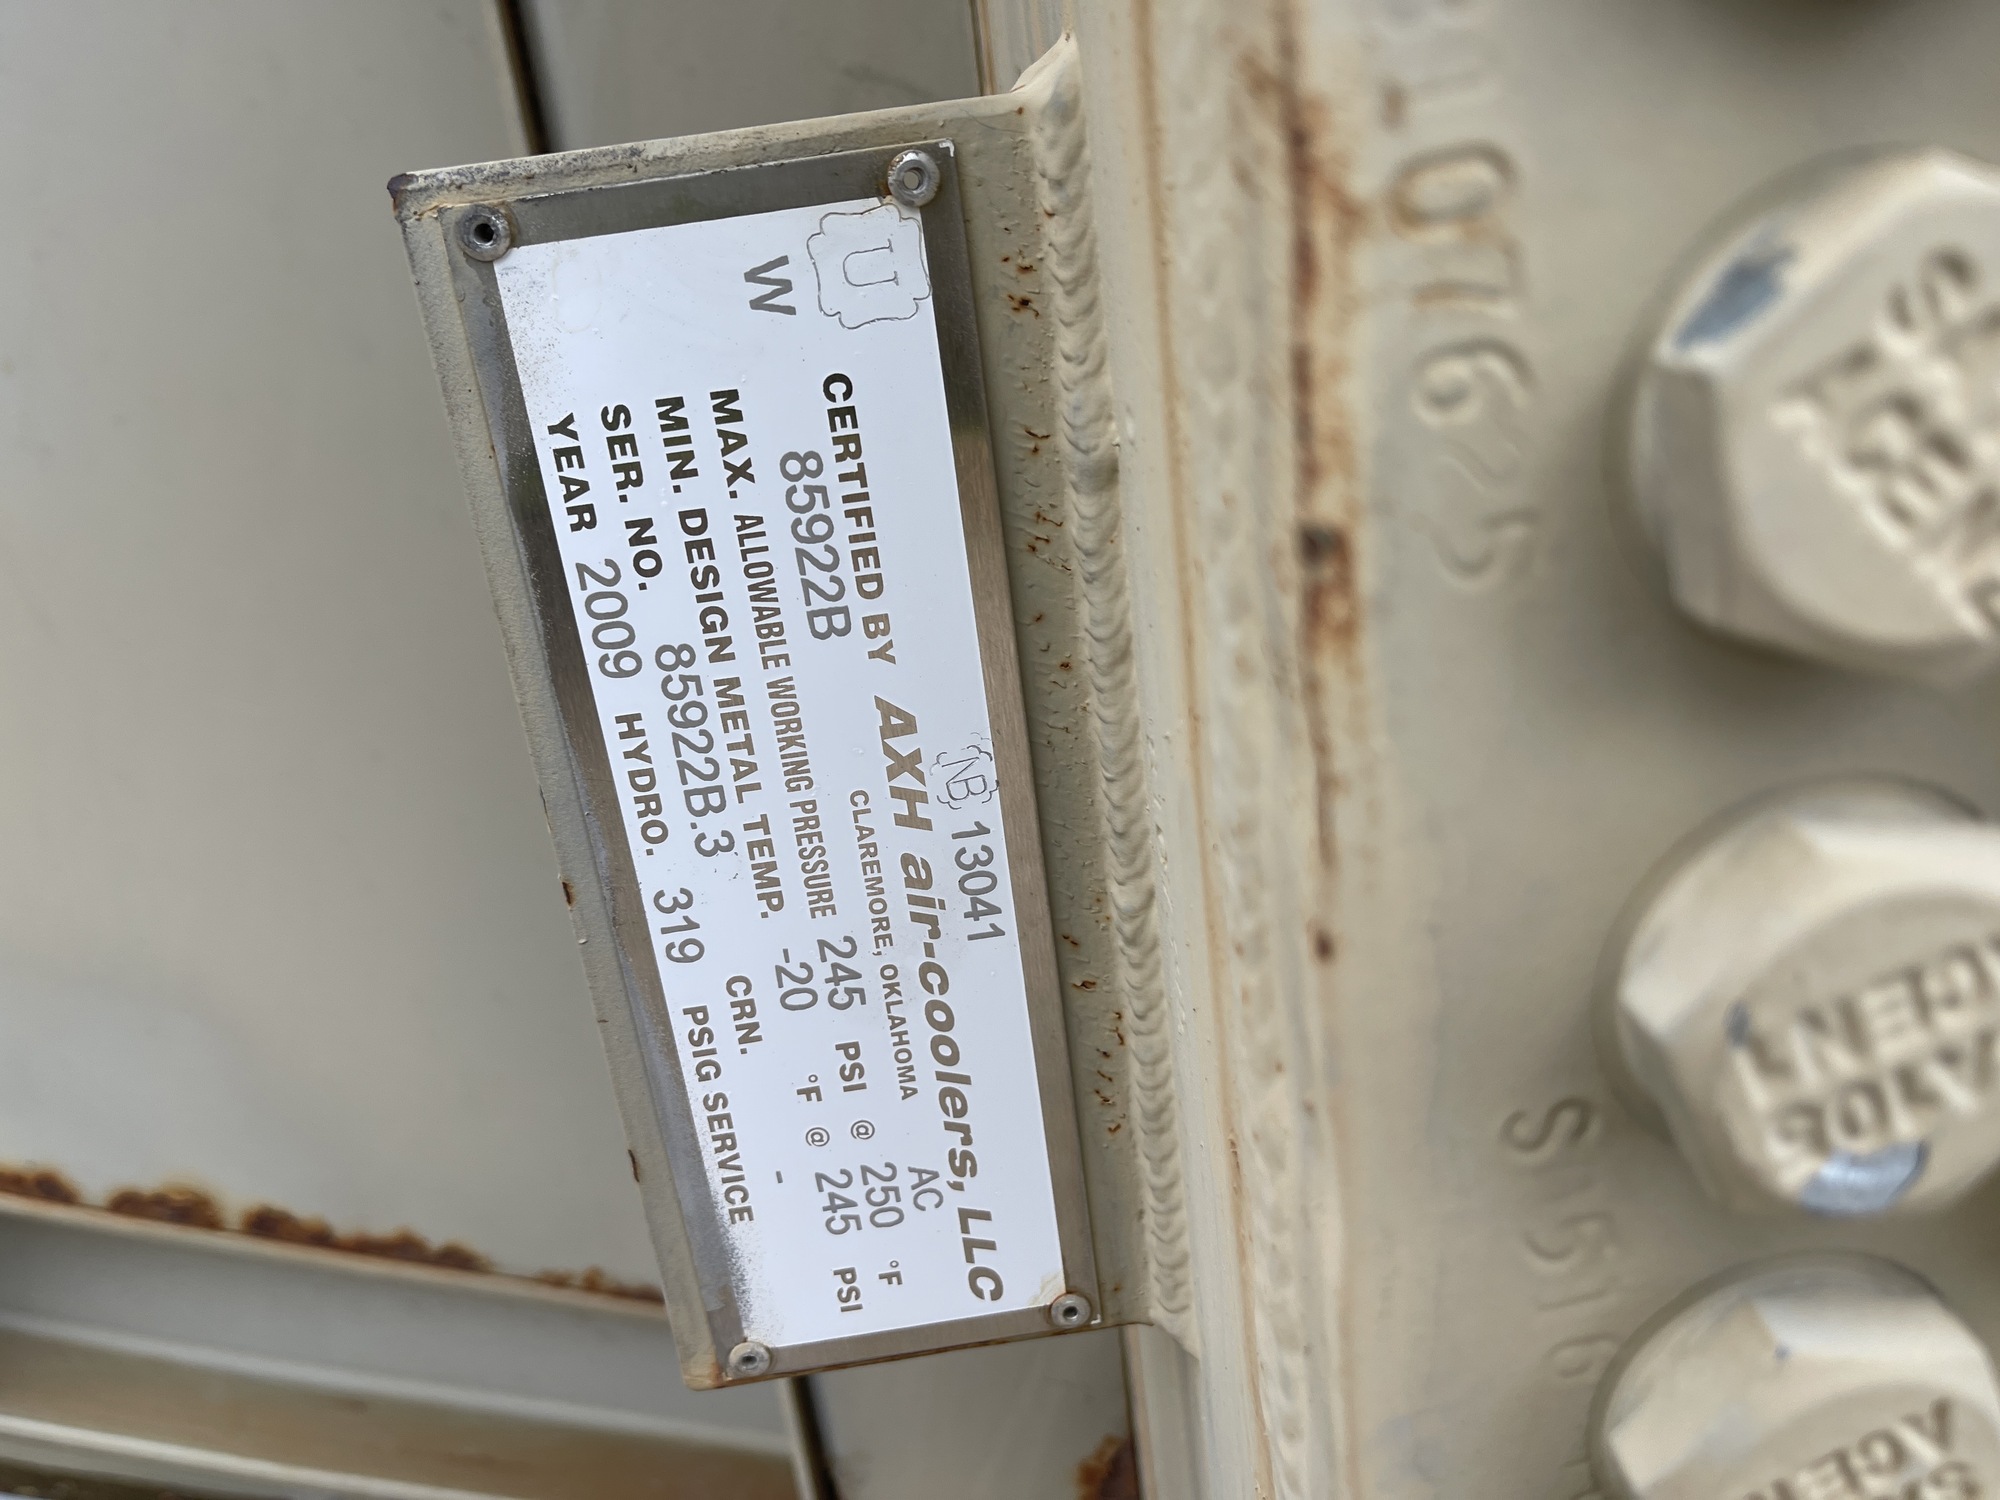 U
W
NB 13041
CERTIFIED BY AXH air-coolers, LLC
85922B CLAREMORE, OKLAHOMA AC
MAX. ALLOWABLE WORKING PRESSURE 245 PSI @ 250 °F
MIN. DESIGN METAL TEMP. -20 °F @ 245 PSI
SER. NO. 85922B.3 CRN. -
YEAR 2009 HYDRO. 319 PSIG SERVICE
S A516